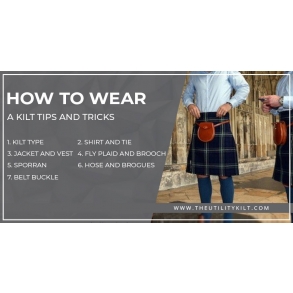 HOW TO WEAR
A KILT TIPS AND TRICKS
1. KILT TYPE 2. SHIRT AND TIE
3. JACKET AND VEST 4. FLY PLAID AND BROOCH
5. SPORRAN 6. HOSE AND BROGUES
7. BELT BUCKLE
WWW.THEUTILITYKILT.COM